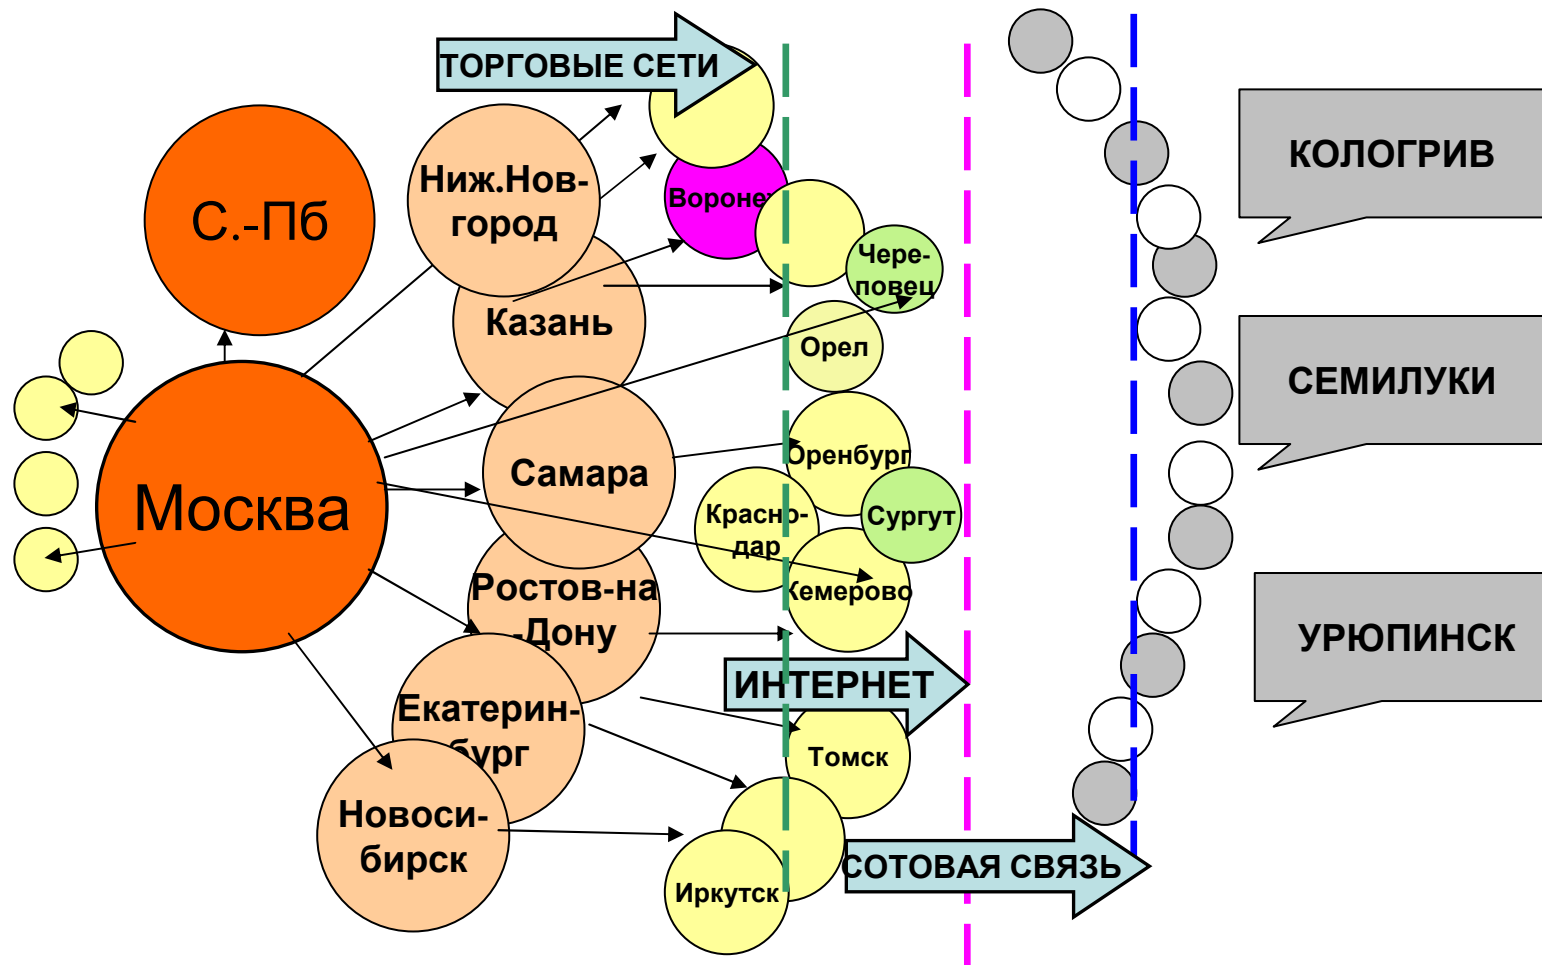 ТОРГОВЫЕ СЕТИ
С.-Пб
Москва
Ниж.Нов-
город
Казань
Самара
Ростов-на
-Дону
Екатерин-
бург
Новоси-
бирск
Воронеж
Чере-
повец
Орел
Оренбург
Красно-
дар
Сургут
Кемерово
ИНТЕРНЕТ
Томск
Иркутск
СОТОВАЯ СВЯЗЬ
КОЛОГРИВ
СЕМИЛУКИ
УРЮПИНСК